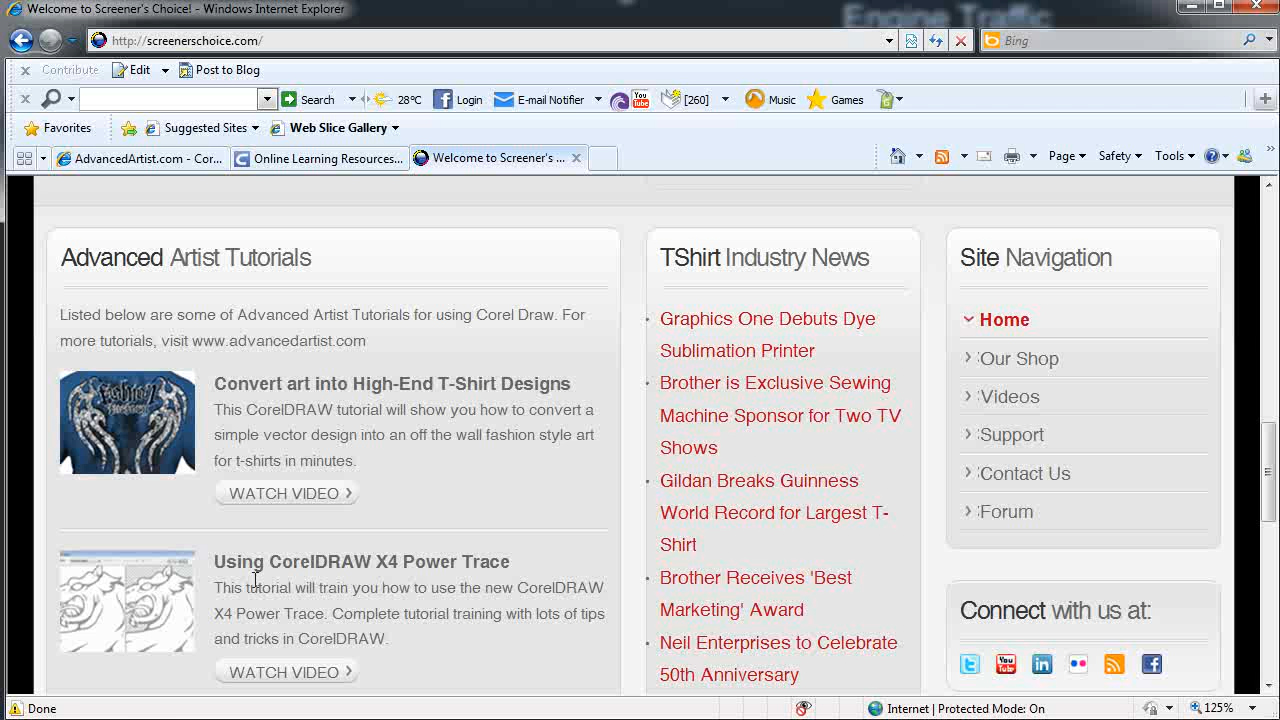 Welcome to Screener's Choice! - Windows Internet Explorer
Engine Traffic
http://screenerschoice.com/
Bing
Contribute Edit Post to Blog
Search 28°C Login E-mail Notifier [260] Music Games
Favorites Suggested Sites Web Slice Gallery
AdvancedArtist.com - Cor... Online Learning Resources... Welcome to Screener's ... Page Safety Tools
Advanced Artist Tutorials
Listed below are some of Advanced Artist Tutorials for using Corel Draw. For
more tutorials, visit www.advancedartist.com
Convert art into High-End T-Shirt Designs
This CorelDRAW tutorial will show you how to convert a
simple vector design into an off the wall fashion style art
for t-shirts in minutes.
WATCH VIDEO
Using CorelDRAW X4 Power Trace
This tutorial will train you how to use the new CorelDRAW
X4 Power Trace. Complete tutorial training with lots of tips
and tricks in CorelDRAW.
WATCH VIDEO
TShirt Industry News
Graphics One Debuts Dye
Sublimation Printer
Brother is Exclusive Sewing
Machine Sponsor for Two TV
Shows
Gildan Breaks Guinness
World Record for Largest T-
Shirt
Brother Receives 'Best
Marketing' Award
Neil Enterprises to Celebrate
50th Anniversary
Site Navigation
Home
Our Shop
Videos
Support
Contact Us
Forum
Connect with us at:
You Tube
Done
Internet | Protected Mode: On
125%